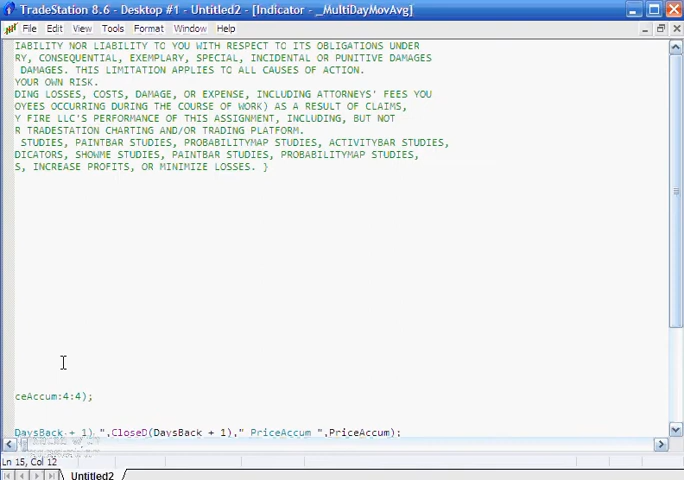 TradeStation 8.6 - Desktop #1 - Untitled2 - [Indicator - _MultiDayMovAvg]
File Edit View Tools Format Window Help
IABILITY NOR LIABILITY TO YOU WITH RESPECT TO ITS OBLIGATIONS UNDER
RY, CONSEQUENTIAL, EXEMPLARY, SPECIAL, INCIDENTAL OR PUNITIVE DAMAGES
DAMAGES. THIS LIMITATION APPLIES TO ALL CAUSES OF ACTION.
YOUR OWN RISK.
DING LOSSES, COSTS, DAMAGE, OR EXPENSE, INCLUDING ATTORNEYS' FEES YOU
OYEES OCCURRING DURING THE COURSE OF WORK) AS A RESULT OF CLAIMS,
Y FIRE LLC'S PERFORMANCE OF THIS ASSIGNMENT, INCLUDING, BUT NOT
R TRADESTATION CHARTING AND/OR TRADING PLATFORM.
STUDIES, PAINTBAR STUDIES, PROBABILITYMAP STUDIES, ACTIVITYBAR STUDIES,
DICATORS, SHOWME STUDIES, PAINTBAR STUDIES, PROBABILITYMAP STUDIES,
S, INCREASE PROFITS, OR MINIMIZE LOSSES. }
ceAccum:4:4);
DaysBack + 1) ",CloseD(DaysBack + 1)," PriceAccum ",PriceAccum);
Ln 15, Col 12
Untitled2